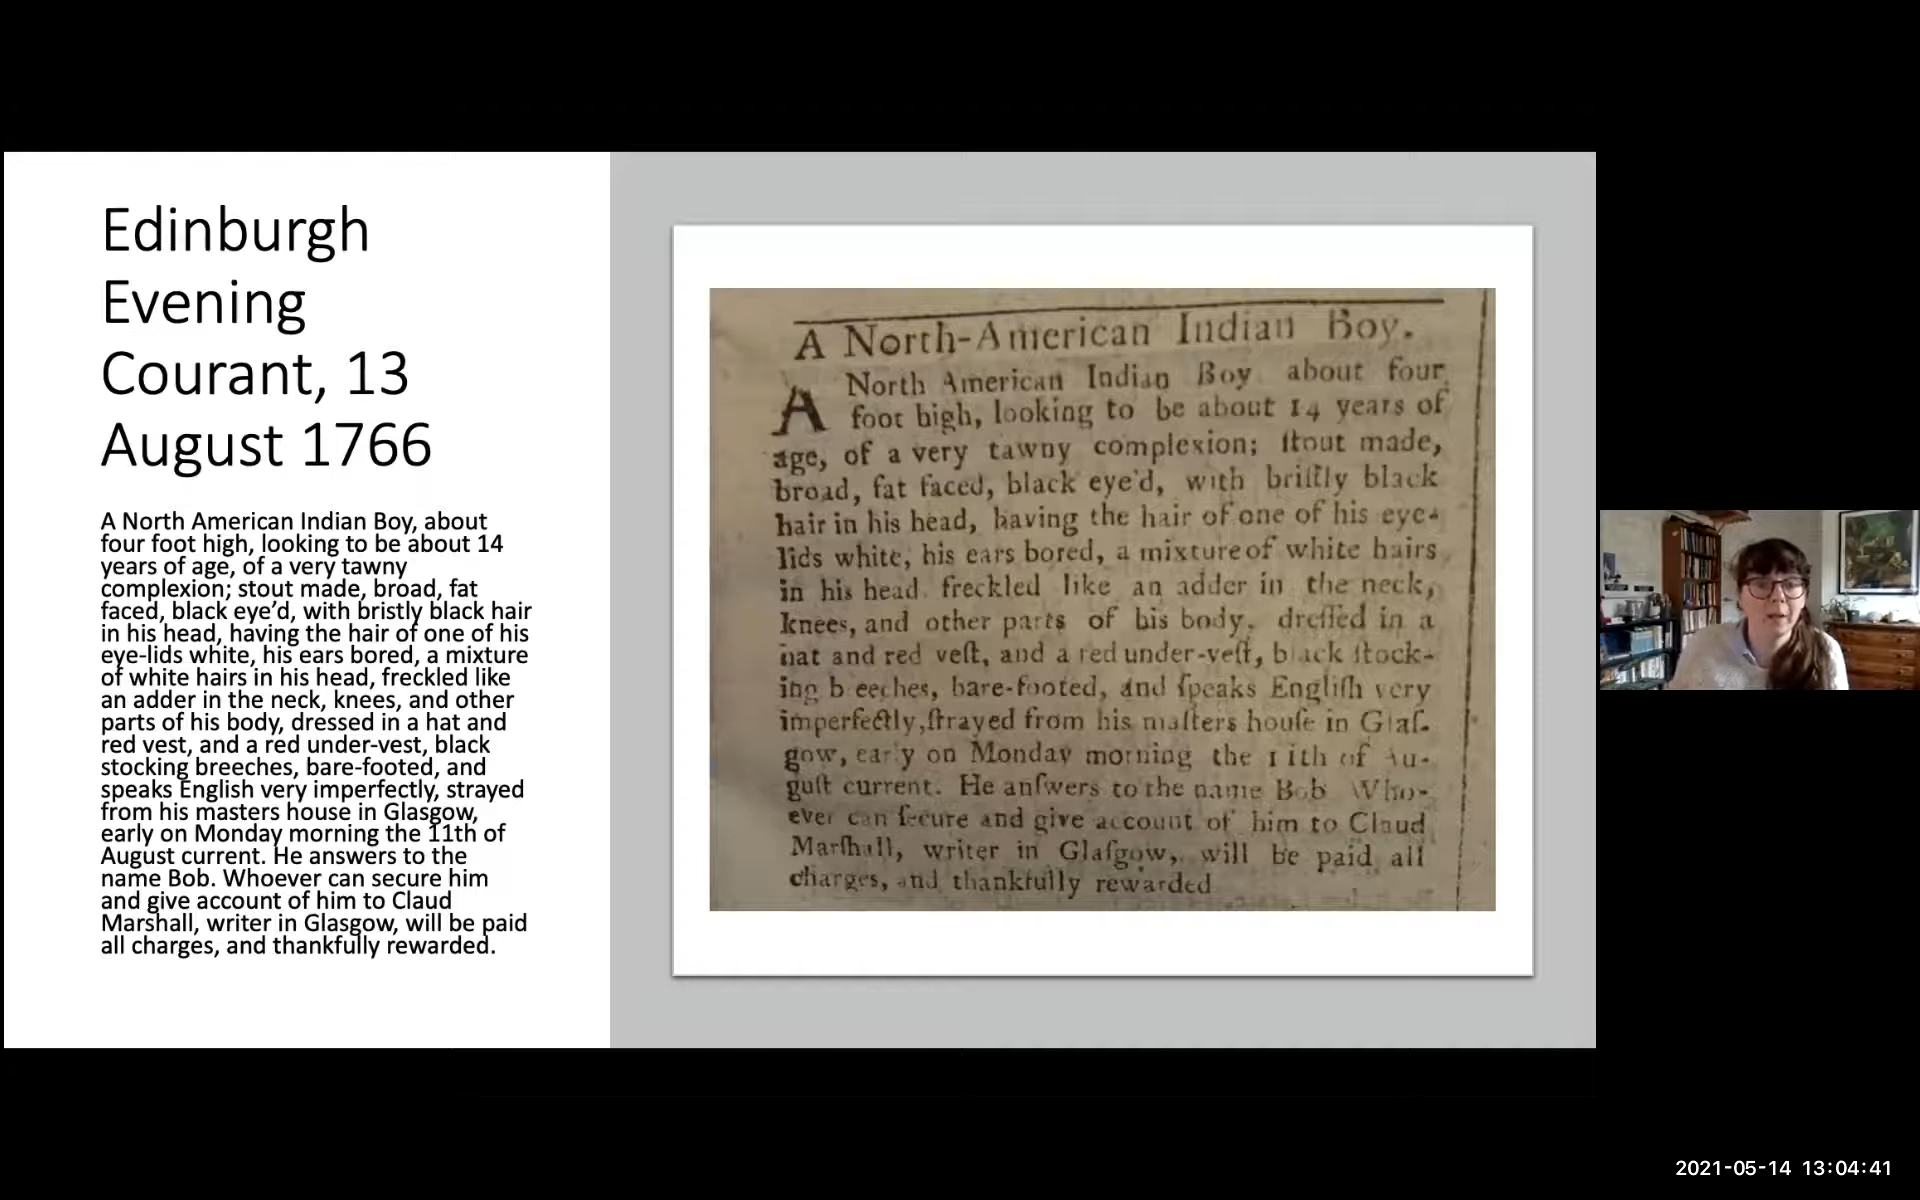 Edinburgh
Evening
Courant, 13
August 1766
A North American Indian Boy, about
four foot high, looking to be about 14
years of age, of a very tawny
complexion; stout made, broad, fat
faced, black eye’d, with bristly black hair
in his head, having the hair of one of his
eye-lids white, his ears bored, a mixture
of white hairs in his head, freckled like
an adder in the neck, knees, and other
parts of his body, dressed in a hat and
red vest, and a red under-vest, black
stocking breeches, bare-footed, and
speaks English very imperfectly, strayed
from his masters house in Glasgow,
early on Monday morning the 11th of
August current. He answers to the
name Bob. Whoever can secure him
and give account of him to Claud
Marshall, writer in Glasgow, will be paid
all charges, and thankfully rewarded.
A North-American Indian Boy.
A North American Indian Boy about four
foot high, looking to be about 14 years of
age, of a very tawny complexion; ſtout made,
broad, fat faced, black eye'd, with briſtly black
hair in his head, having the hair of one of his eye-
lids white, his ears bored, a mixture of white hairs
in his head freckled like an adder in the neck,
knees, and other parts of his body, dreſſed in a
hat and red veſt, and a red under-veſt, black ſtock-
ing breeches, bare-footed, and ſpeaks Engliſh very
imperfectly, ſtrayed from his maſters houſe in Glaſ-
gow, early on Monday morning the 11th of Au-
guſt current. He anſwers to the name Bob Who-
ever can ſecure and give account of him to Claud
Marſhall, writer in Glaſgow, will be paid all
charges, and thankfully rewarded
2021-05-14 13:04:41